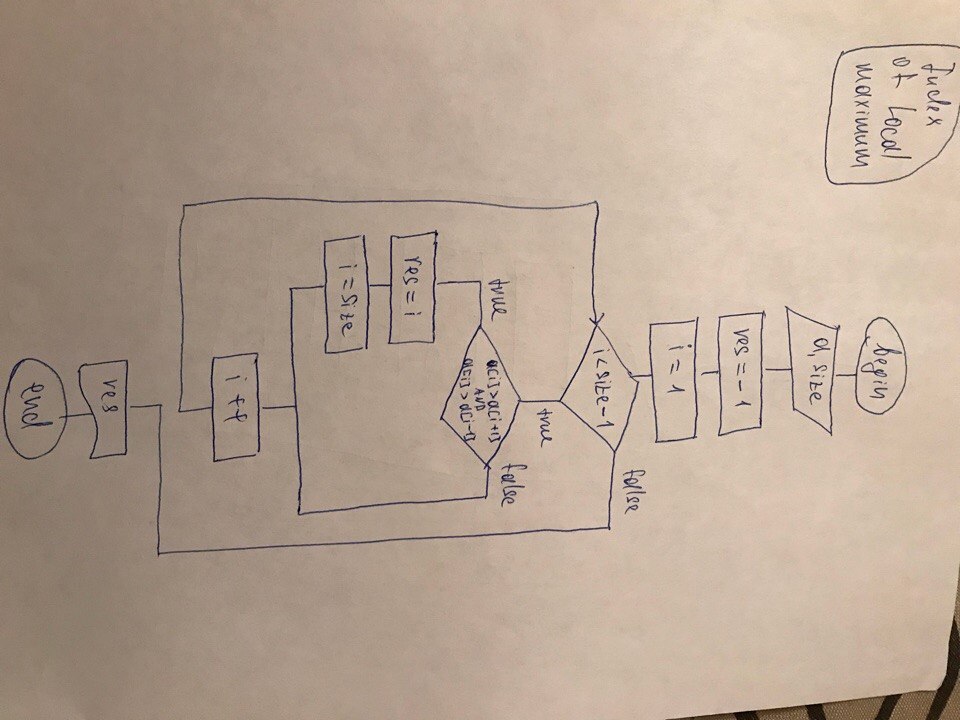 Index
of Local
maximum
begin
a, size
res = - 1
i = 1
i < size - 1
false
true
true
false
a[i] > a[i+1]
AND
a[i] > a[i-1]
res = i
i = size
i ++
res
end